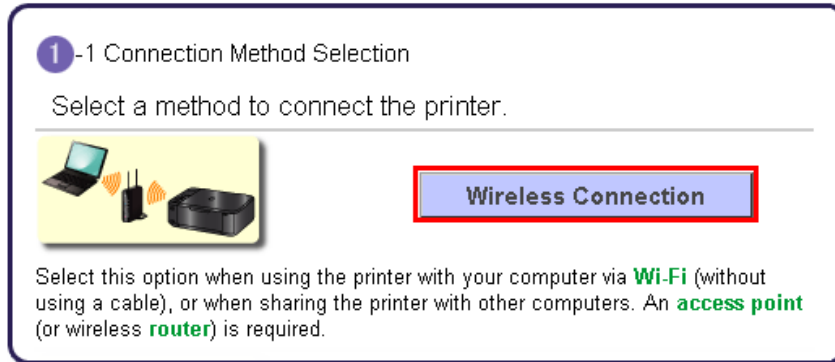 1-1 Connection Method Selection
Select a method to connect the printer.
Wireless Connection
Select this option when using the printer with your computer via Wi-Fi (without
using a cable), or when sharing the printer with other computers. An access point
(or wireless router) is required.